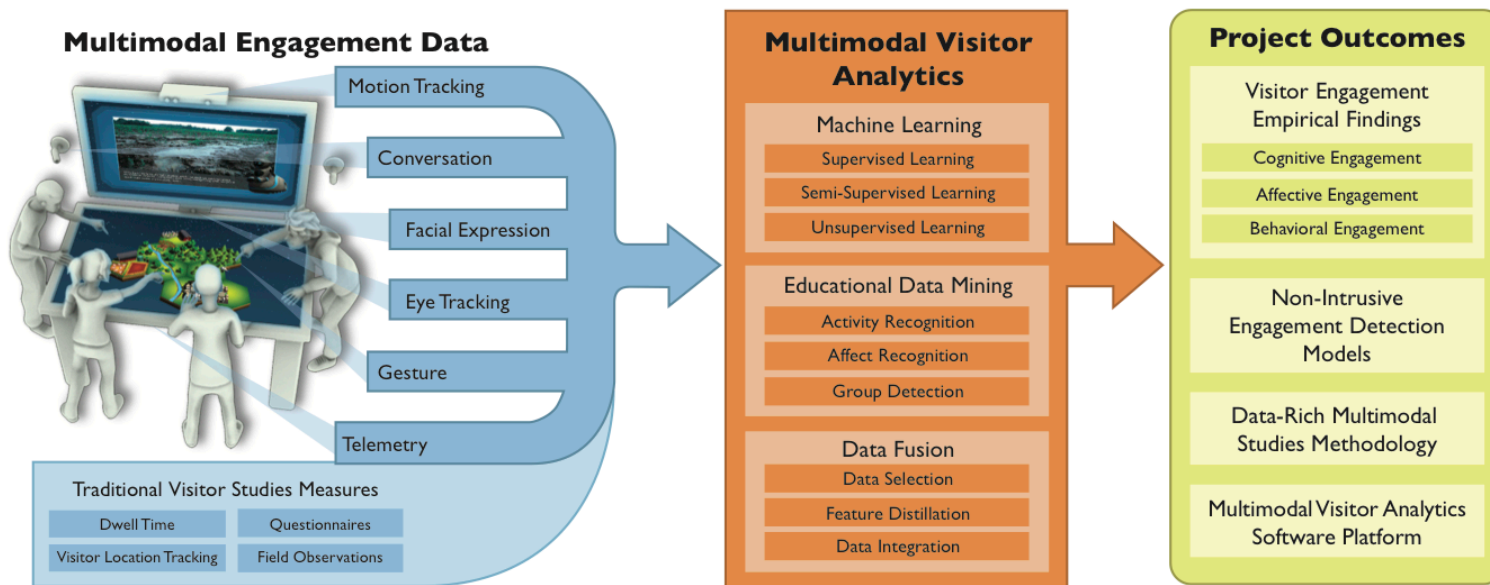 Multimodal Engagement Data
Motion Tracking
Conversation
Facial Expression
Eye Tracking
Gesture
Telemetry
Traditional Visitor Studies Measures
Dwell Time
Questionnaires
Visitor Location Tracking
Field Observations
Multimodal Visitor
Analytics
Machine Learning
Supervised Learning
Semi-Supervised Learning
Unsupervised Learning
Educational Data Mining
Activity Recognition
Affect Recognition
Group Detection
Data Fusion
Data Selection
Feature Distillation
Data Integration
Project Outcomes
Visitor Engagement
Empirical Findings
Cognitive Engagement
Affective Engagement
Behavioral Engagement
Non-Intrusive
Engagement Detection
Models
Data-Rich Multimodal
Studies Methodology
Multimodal Visitor Analytics
Software Platform